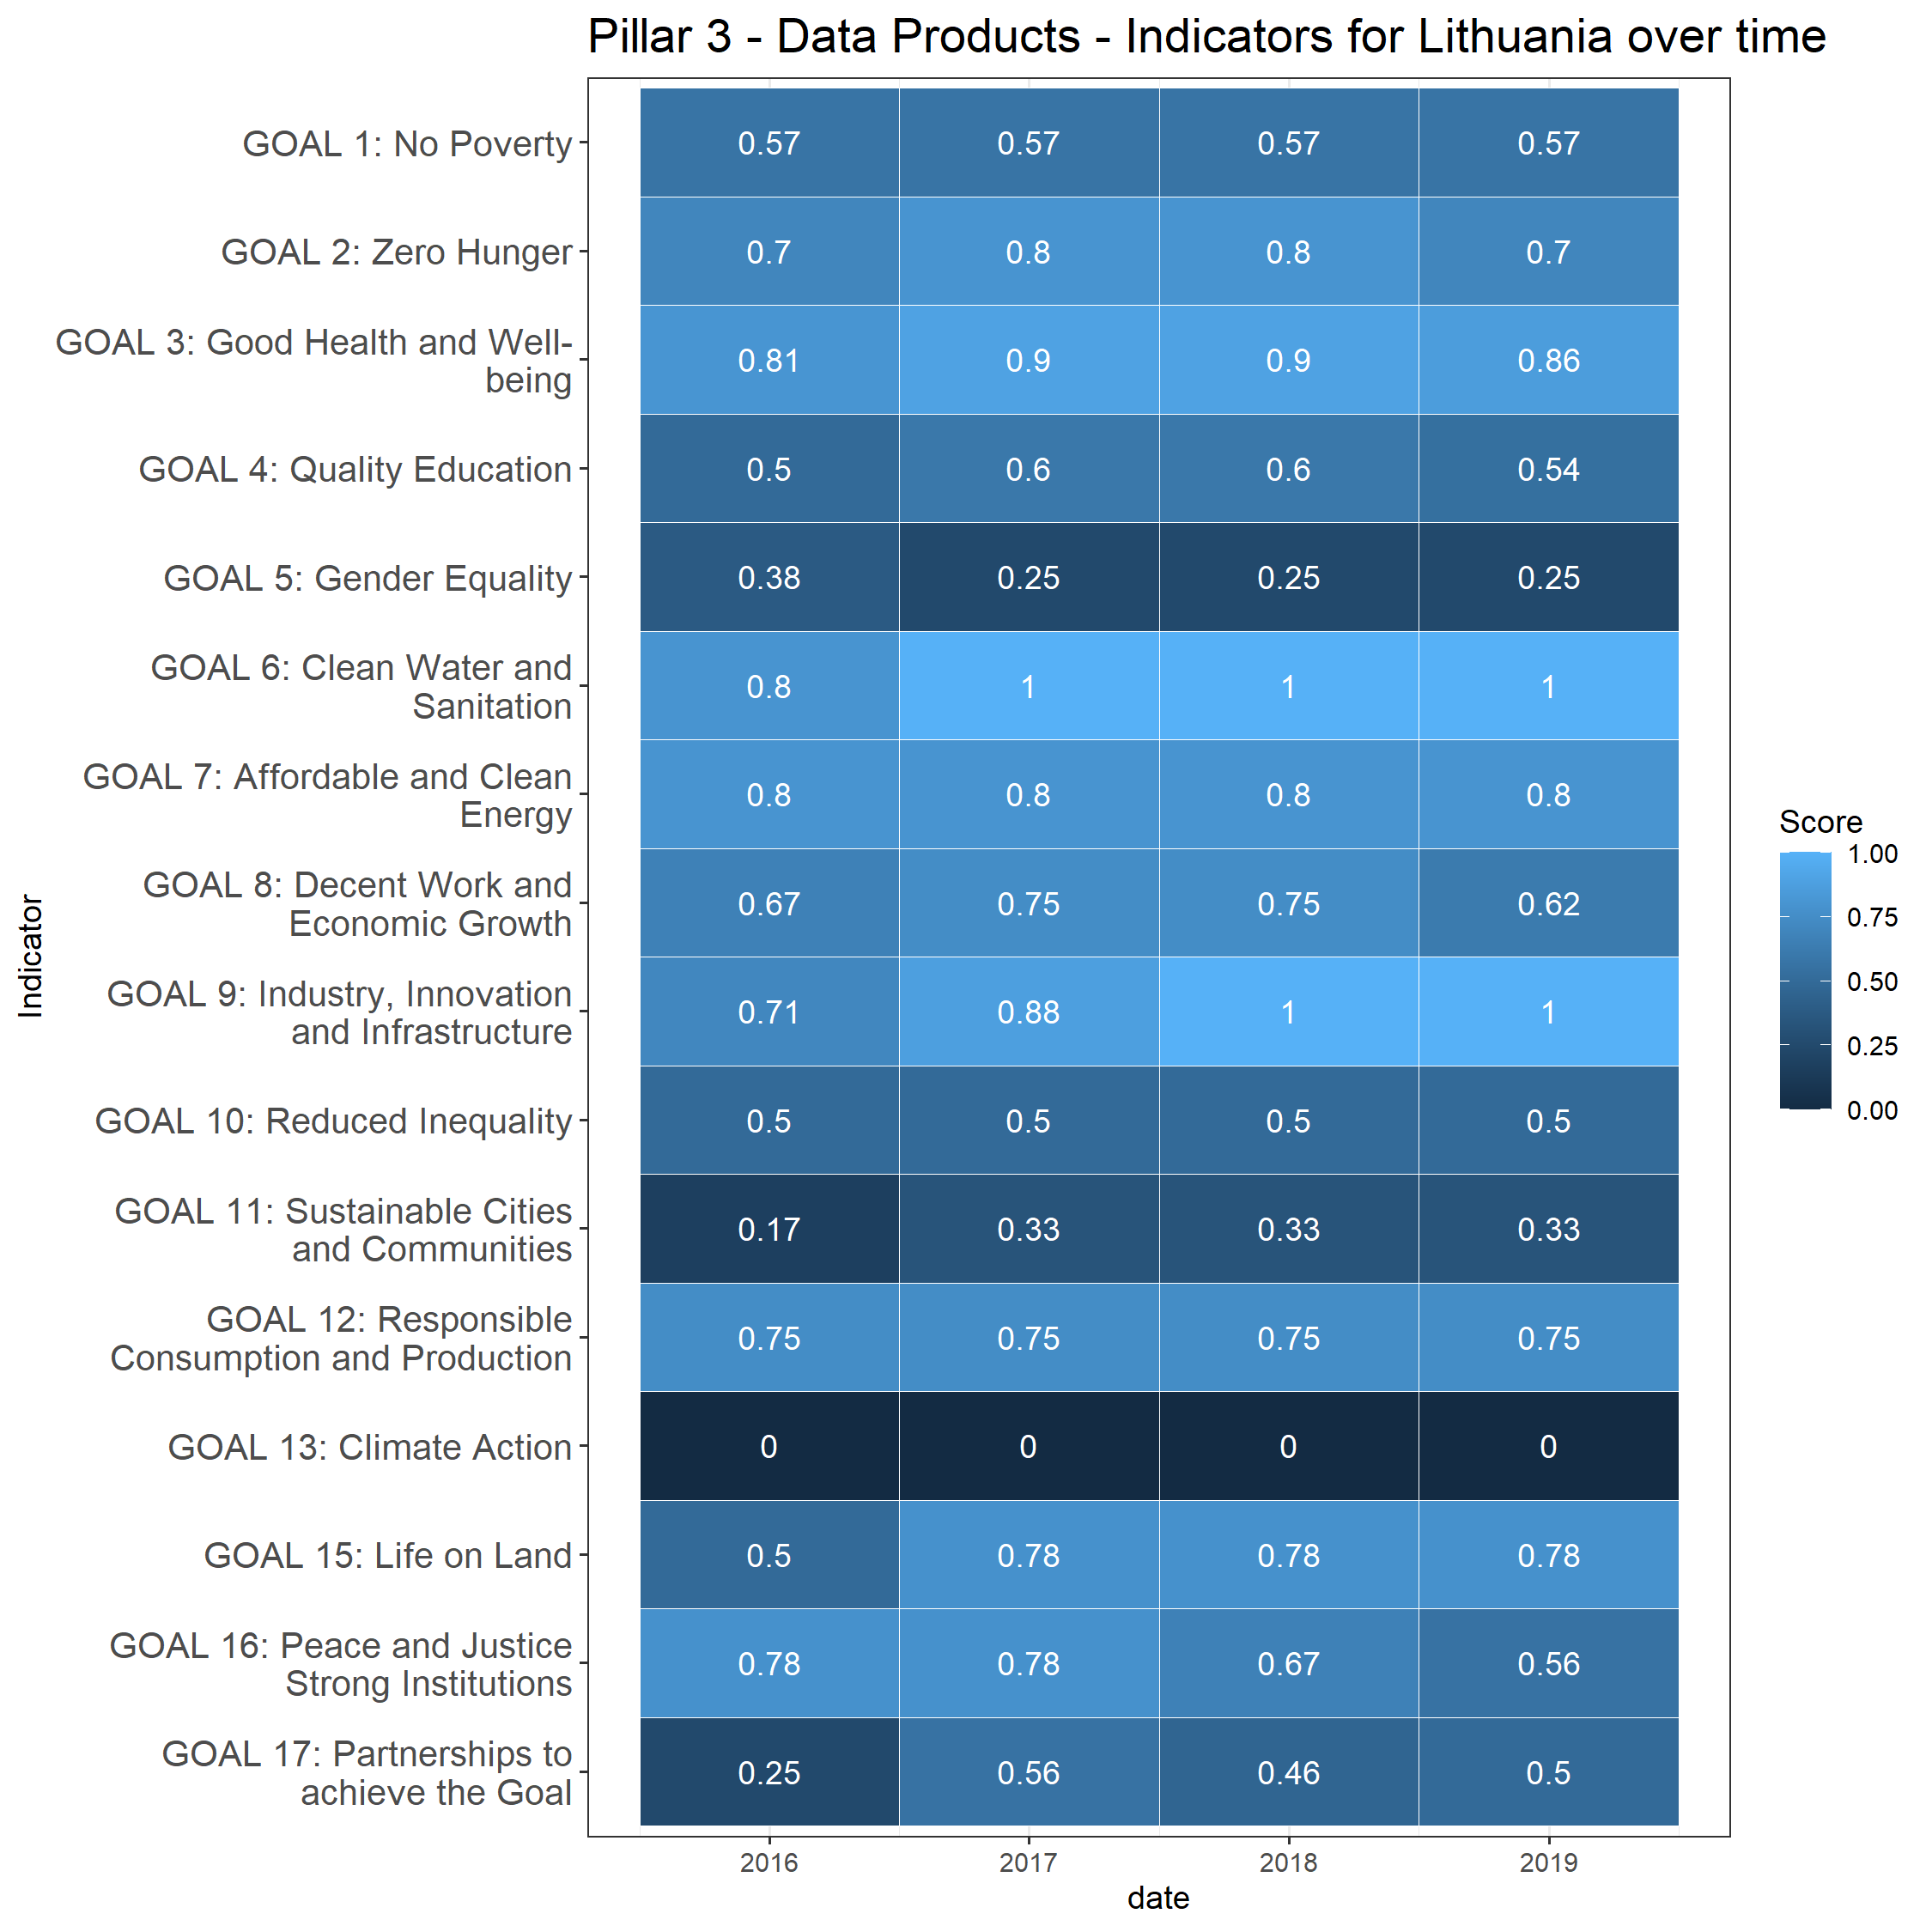 Pillar 3 - Data Products - Indicators for Lithuania over time
GOAL 1: No Poverty
0.57 0.57 0.57 0.57
GOAL 2: Zero Hunger
0.7 0.8 0.8 0.7
GOAL 3: Good Health and Well-
being
0.81 0.9 0.9 0.86
GOAL 4: Quality Education
0.5 0.6 0.6 0.54
GOAL 5: Gender Equality
0.38 0.25 0.25 0.25
GOAL 6: Clean Water and
Sanitation
0.8 1 1 1
GOAL 7: Affordable and Clean
Energy
0.8 0.8 0.8 0.8
GOAL 8: Decent Work and
Economic Growth
0.67 0.75 0.75 0.62
GOAL 9: Industry, Innovation
and Infrastructure
0.71 0.88 1 1
GOAL 10: Reduced Inequality
0.5 0.5 0.5 0.5
GOAL 11: Sustainable Cities
and Communities
0.17 0.33 0.33 0.33
GOAL 12: Responsible
Consumption and Production
0.75 0.75 0.75 0.75
GOAL 13: Climate Action
0 0 0 0
GOAL 15: Life on Land
0.5 0.78 0.78 0.78
GOAL 16: Peace and Justice
Strong Institutions
0.78 0.78 0.67 0.56
GOAL 17: Partnerships to
achieve the Goal
0.25 0.56 0.46 0.5
2016 2017 2018 2019
date
Indicator
Score
1.00
0.75
0.50
0.25
0.00